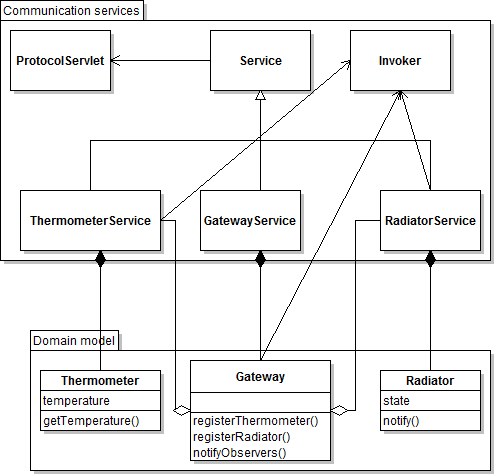 Communication services
ProtocolServlet
Service
Invoker
ThermometerService
GatewayService
RadiatorService
Domain model
Thermometer
temperature
getTemperature()
Gateway
registerThermometer()
registerRadiator()
notifyObservers()
Radiator
state
notify()